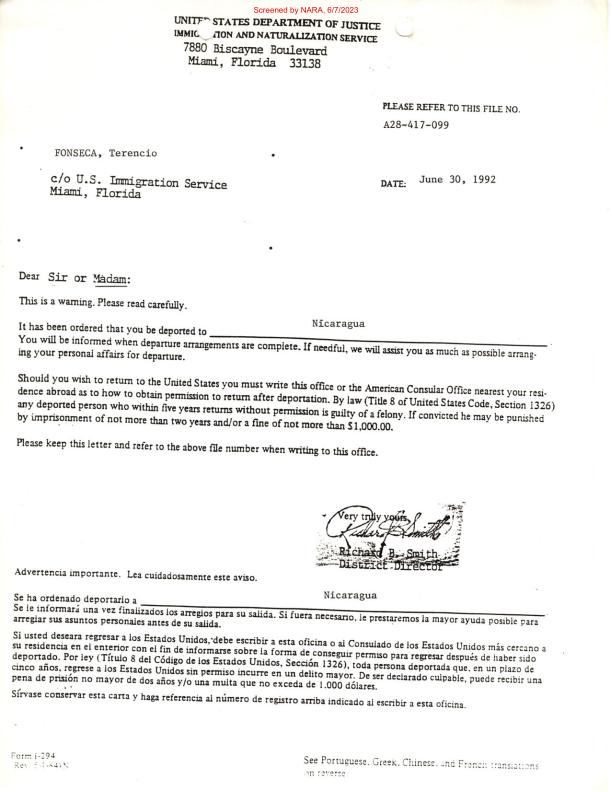 Screened by NARA, 6/7/2023
UNITED STATES DEPARTMENT OF JUSTICE
IMMIGRATION AND NATURALIZATION SERVICE
7880 Biscayne Boulevard
Miami, Florida 33138
PLEASE REFER TO THIS FILE NO.
A28-417-099
FONSECA, Terencio
c/o U.S. Immigration Service
Miami, Florida
DATE: June 30, 1992
Dear Sir or Madam:
This is a warning. Please read carefully.
It has been ordered that you be deported to Nicaragua
You will be informed when departure arrangements are complete. If needful, we will assist you as much as possible arrang-
ing your personal affairs for departure.
Should you wish to return to the United States you must write this office or the American Consular Office nearest your resi-
dence abroad as to how to obtain permission to return after deportation. By law (Title 8 of United States Code, Section 1326)
any deported person who within five years returns without permission is guilty of a felony. If convicted he may be punished
by imprisonment of not more than two years and/or a fine of not more than $1,000.00.
Please keep this letter and refer to the above file number when writing to this office.
Very truly yours,
Richard B. Smith
Richard B. Smith
District Director
Advertencia importante. Lea cuidadosamente este aviso.
Se ha ordenado deportarlo a Nicaragua
Se le informará una vez finalizados los arreglos para su salida. Si fuera necesario, le prestaremos la mayor ayuda posible para
arreglar sus asuntos personales antes de su salida.
Si usted deseara regresar a los Estados Unidos, debe escribir a esta oficina o al Consulado de los Estados Unidos más cercano a
su residencia en el enterior con el fin de informarse sobre la forma de conseguir permiso para regresar después de haber sido
deportado. Por ley (Título 8 del Código de los Estados Unidos, Sección 1326), toda persona deportada que, en un plazo de
cinco años, regrese a los Estados Unidos sin permiso incurre en un delito mayor. De ser declarado culpable, puede recibir una
pena de prisión no mayor de dos años y/o una multa que no exceda de 1.000 dólares.
Sírvase conservar esta carta y haga referencia al número de registro arriba indicado al escribir a esta oficina.
Form I-294
Rev.
See Portuguese, Greek, Chinese, and French translations
on reverse